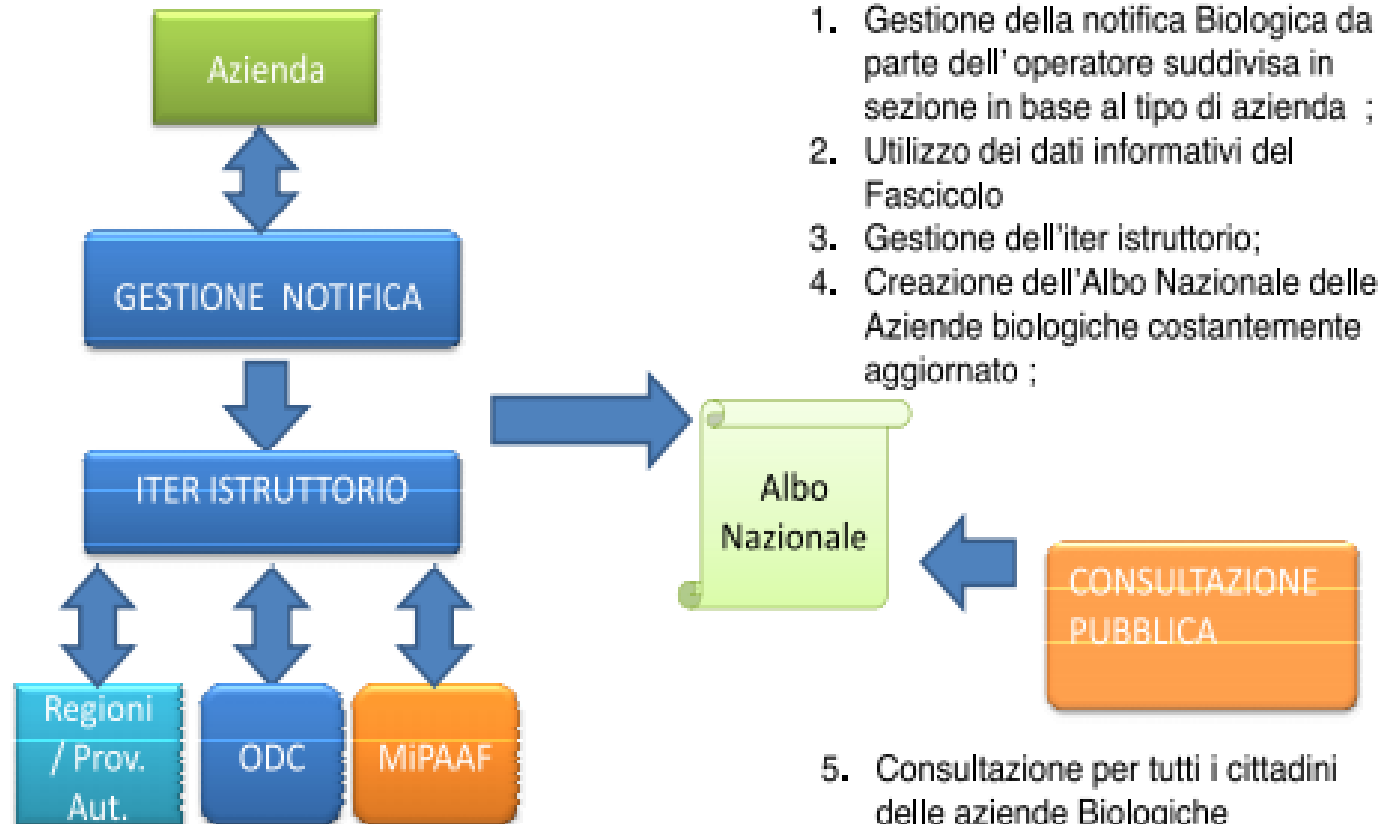 Azienda
GESTIONE NOTIFICA
ITER ISTRUTTORIO
Regioni
/ Prov.
Aut.
ODC
MiPAAF
1. Gestione della notifica Biologica da
parte dell' operatore suddivisa in
sezione in base al tipo di azienda ;
2. Utilizzo dei dati informativi del
Fascicolo
3. Gestione dell'iter istruttorio;
4. Creazione dell'Albo Nazionale delle
Aziende biologiche costantemente
aggiornato ;
Albo
Nazionale
CONSULTAZIONE
PUBBLICA
5. Consultazione per tutti i cittadini
delle aziende Biologiche